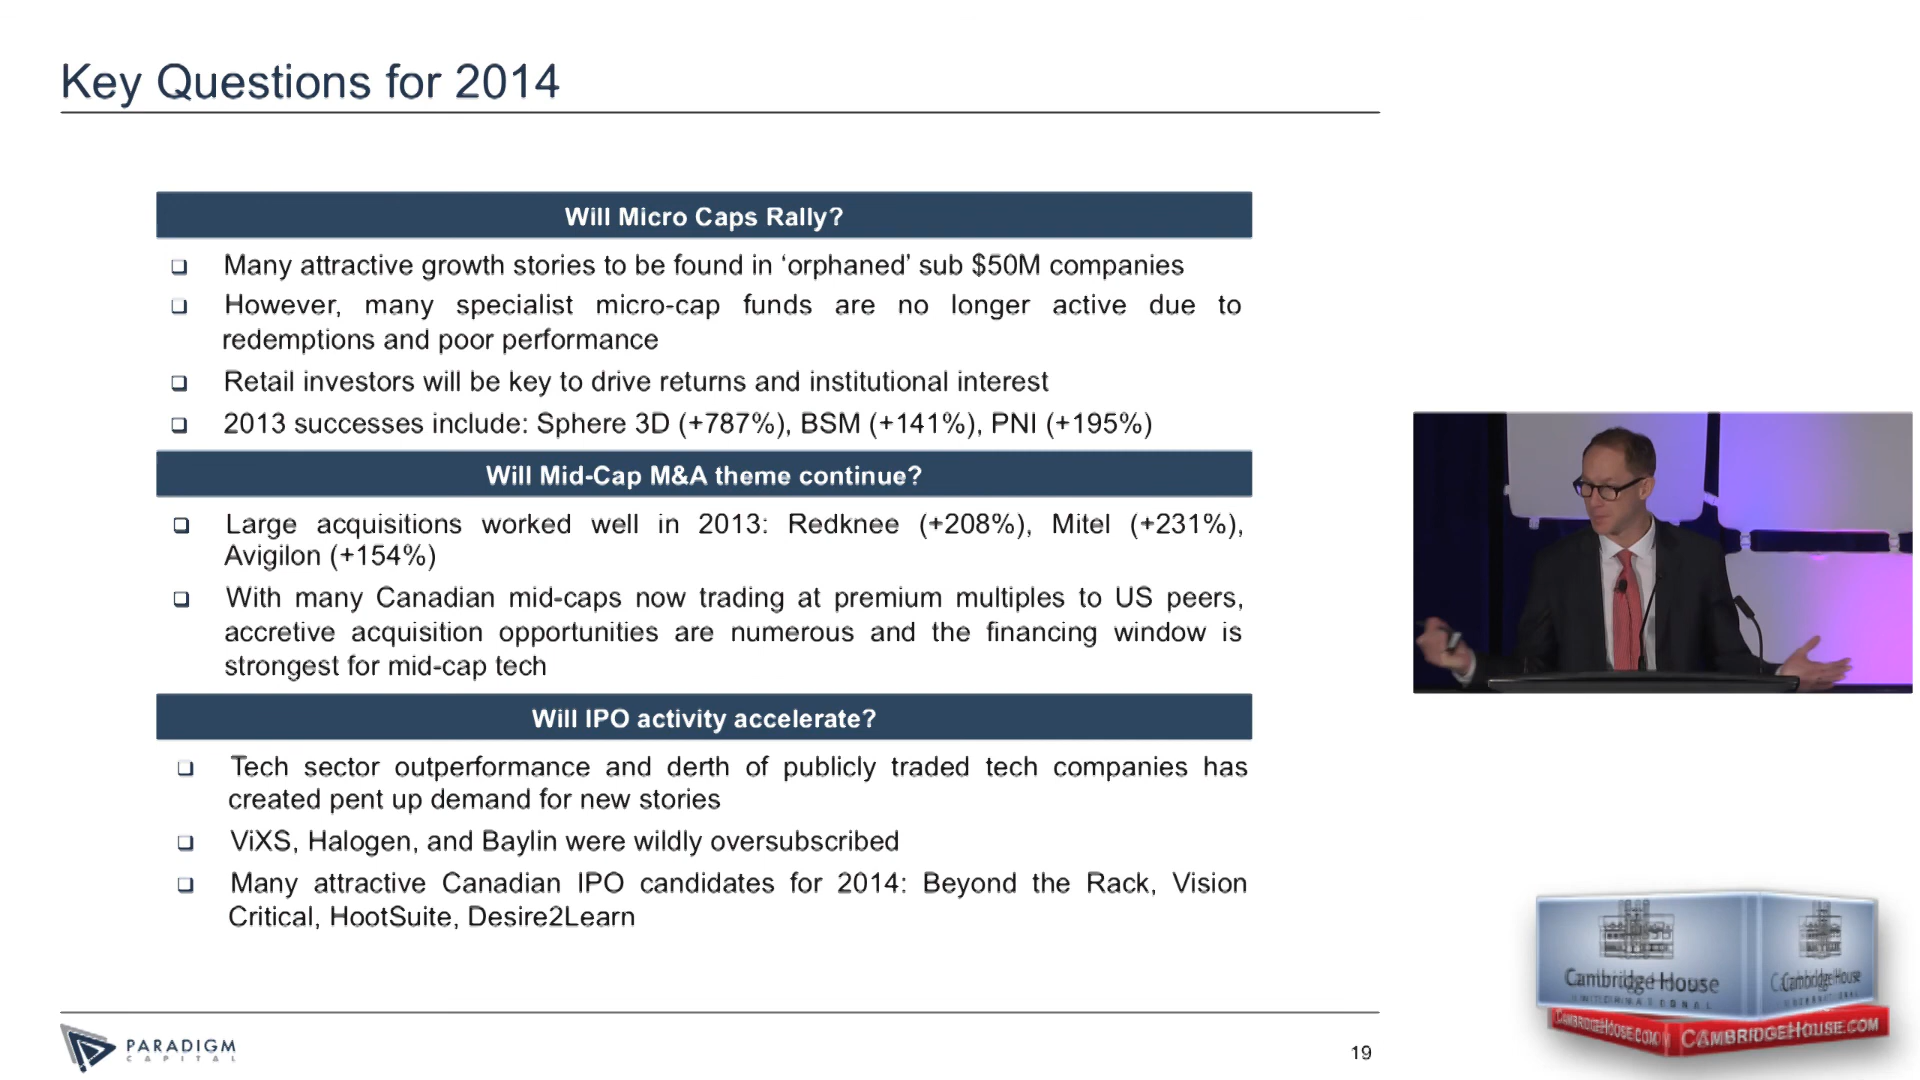 Key Questions for 2014
Will Micro Caps Rally?
Many attractive growth stories to be found in ‘orphaned’ sub $50M companies
However, many specialist micro-cap funds are no longer active due to
redemptions and poor performance
Retail investors will be key to drive returns and institutional interest
2013 successes include: Sphere 3D (+787%), BSM (+141%), PNI (+195%)
Will Mid-Cap M&A theme continue?
Large acquisitions worked well in 2013: Redknee (+208%), Mitel (+231%),
Avigilon (+154%)
With many Canadian mid-caps now trading at premium multiples to US peers,
accretive acquisition opportunities are numerous and the financing window is
strongest for mid-cap tech
Will IPO activity accelerate?
Tech sector outperformance and derth of publicly traded tech companies has
created pent up demand for new stories
ViXS, Halogen, and Baylin were wildly oversubscribed
Many attractive Canadian IPO candidates for 2014: Beyond the Rack, Vision
Critical, HootSuite, Desire2Learn
PARADIGM
CAPITAL
19
Cambridge House
INTERNATIONAL
Cambridge House
CAMBRIDGEHOUSE.COM
CAMBRIDGEHOUSE.COM